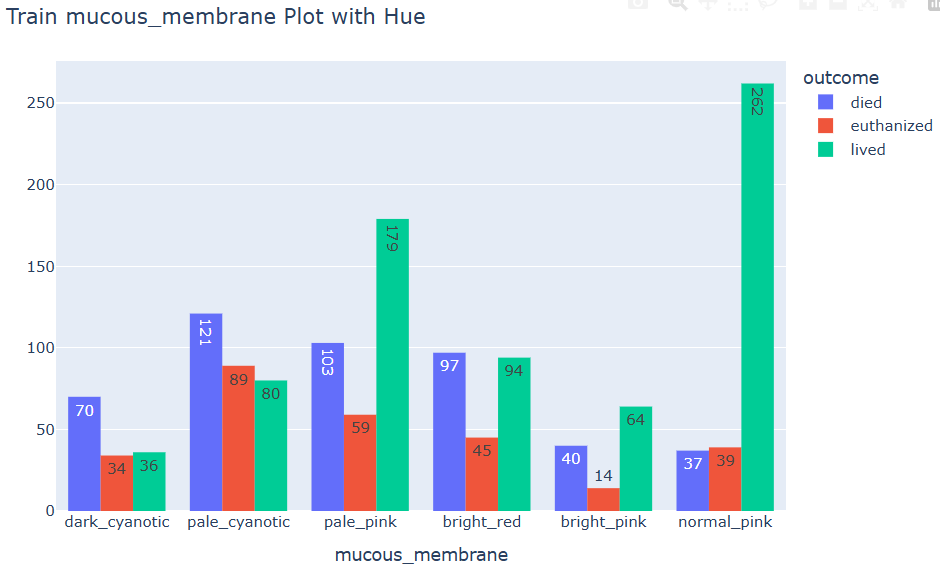 Train mucous_membrane Plot with Hue
outcome
died
euthanized
lived
250
200
150
100
50
0
70
34
36
121
89
80
103
59
179
97
45
94
40
14
64
37
39
262
dark_cyanotic
pale_cyanotic
pale_pink
bright_red
bright_pink
normal_pink
mucous_membrane